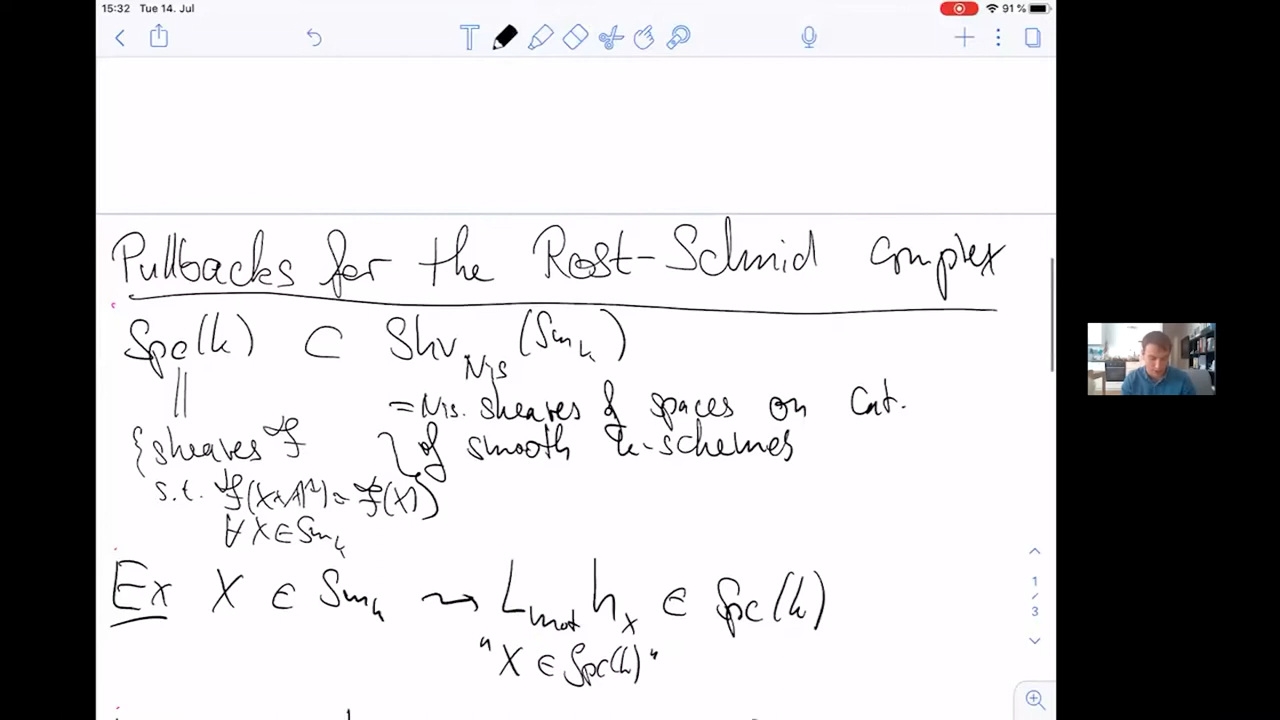 15:32 Tue 14. Jul
91 %
Pullbacks for the Rost-Schmid complex
Spc(k) ⊂ Shv_Nis (Sm_k)
||
= Nis. sheaves of spaces on cat.
{sheaves F } of smooth k-schemes
s.t. F(X×A¹) = F(X)
∀ X ∈ Sm_k
Ex X ∈ Sm_k ⇝ L_mot h_X ∈ Spc(k)
"X ∈ Spc(k)"
1
/
3